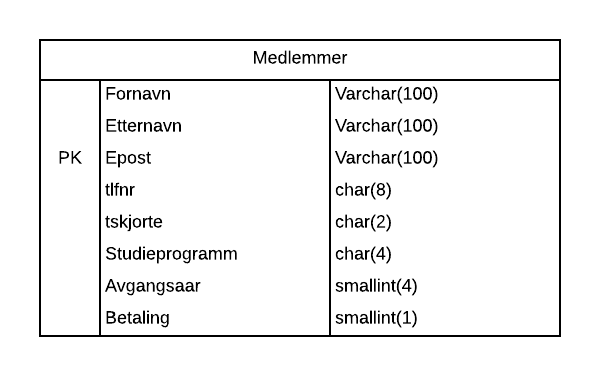 Medlemmer
Fornavn Varchar(100)
Etternavn Varchar(100)
PK Epost Varchar(100)
tlfnr char(8)
tskjorte char(2)
Studieprogramm char(4)
Avgangsaar smallint(4)
Betaling smallint(1)